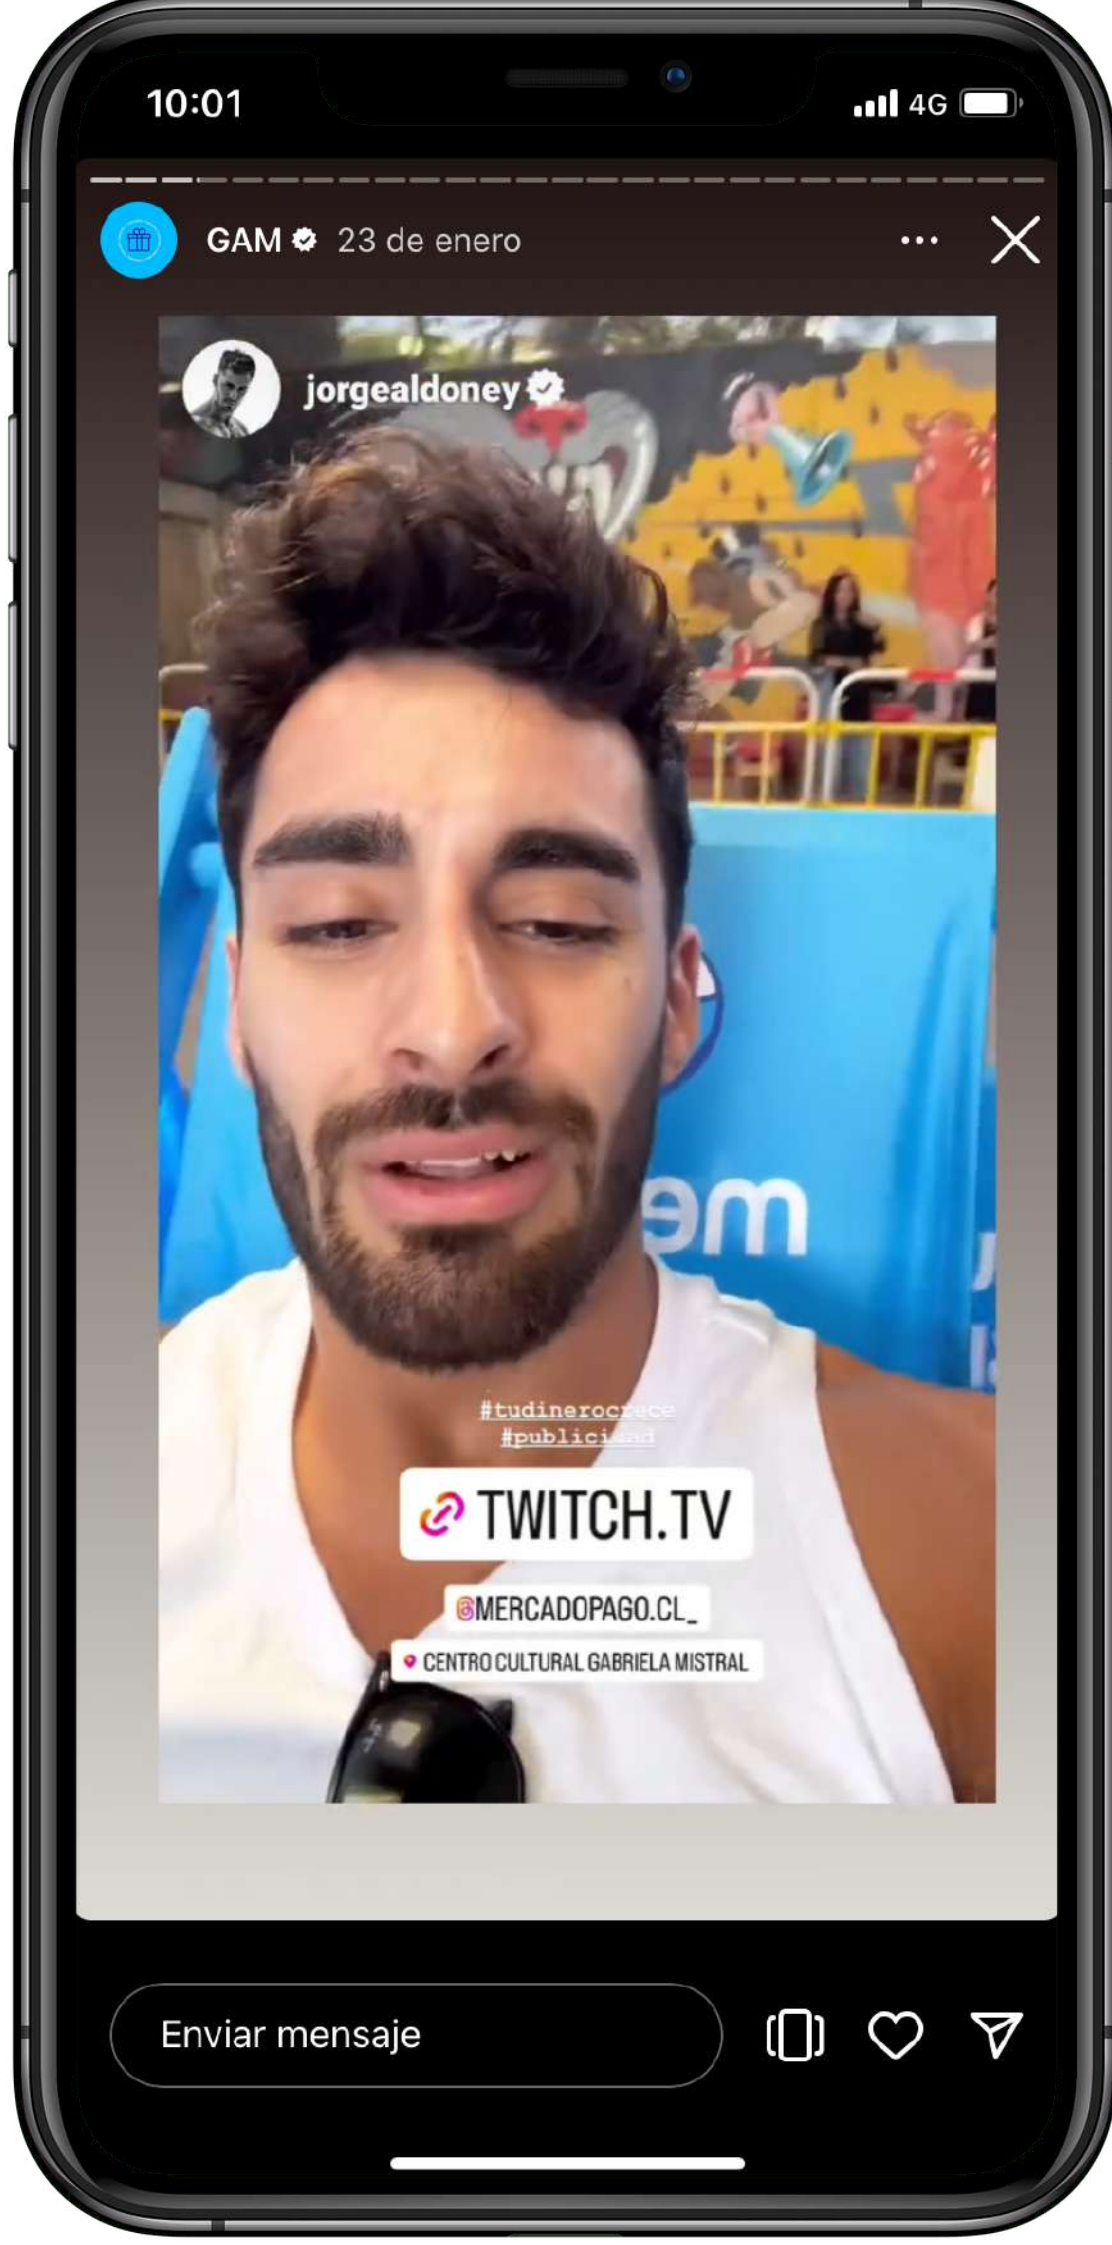 10:01
4G
GAM 23 de enero
jorgealdoney
me
#tudinerocrece
#publicidad
TWITCH.TV
@MERCADOPAGO.CL_
CENTRO CULTURAL GABRIELA MISTRAL
Enviar mensaje